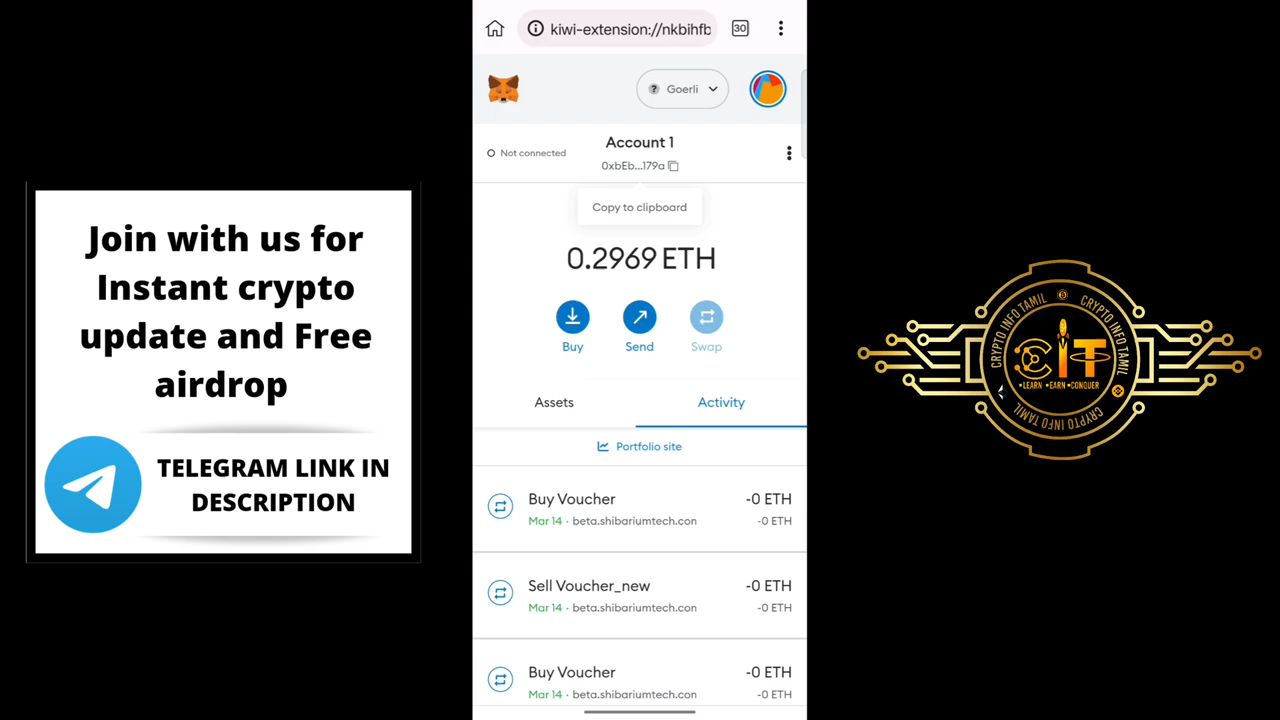 Join with us for
Instant crypto
update and Free
airdrop
TELEGRAM LINK IN
DESCRIPTION
kiwi-extension://nkbihfb
30
Goerli
Not connected
Account 1
0xbEb...179a
Copy to clipboard
0.2969 ETH
Buy
Send
Swap
Assets
Activity
Portfolio site
Buy Voucher
-0 ETH
Mar 14 · beta.shibariumtech.con
-0 ETH
Sell Voucher_new
-0 ETH
Mar 14 · beta.shibariumtech.con
-0 ETH
Buy Voucher
-0 ETH
Mar 14 · beta.shibariumtech.con
-0 ETH
CRYPTO INFO TAMIL
CRYPTO INFO TAMIL
CIT
•LEARN •EARN•CONQUER
CRYPTO INFO TAMIL